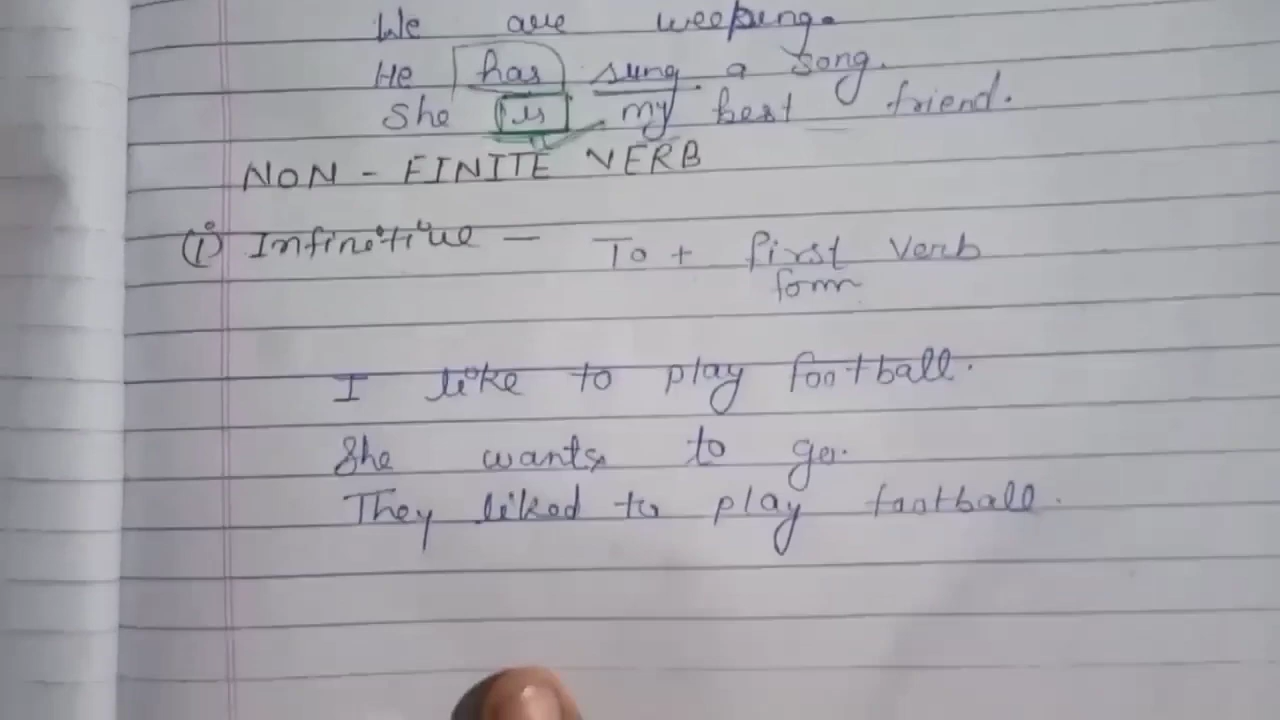 We are weeping.
He has sung a song.
She is my best friend.
NON - FINITE VERB
(i) Infinitive - To + first verb
form
I like to play football.
She wants to go.
They liked to play football.